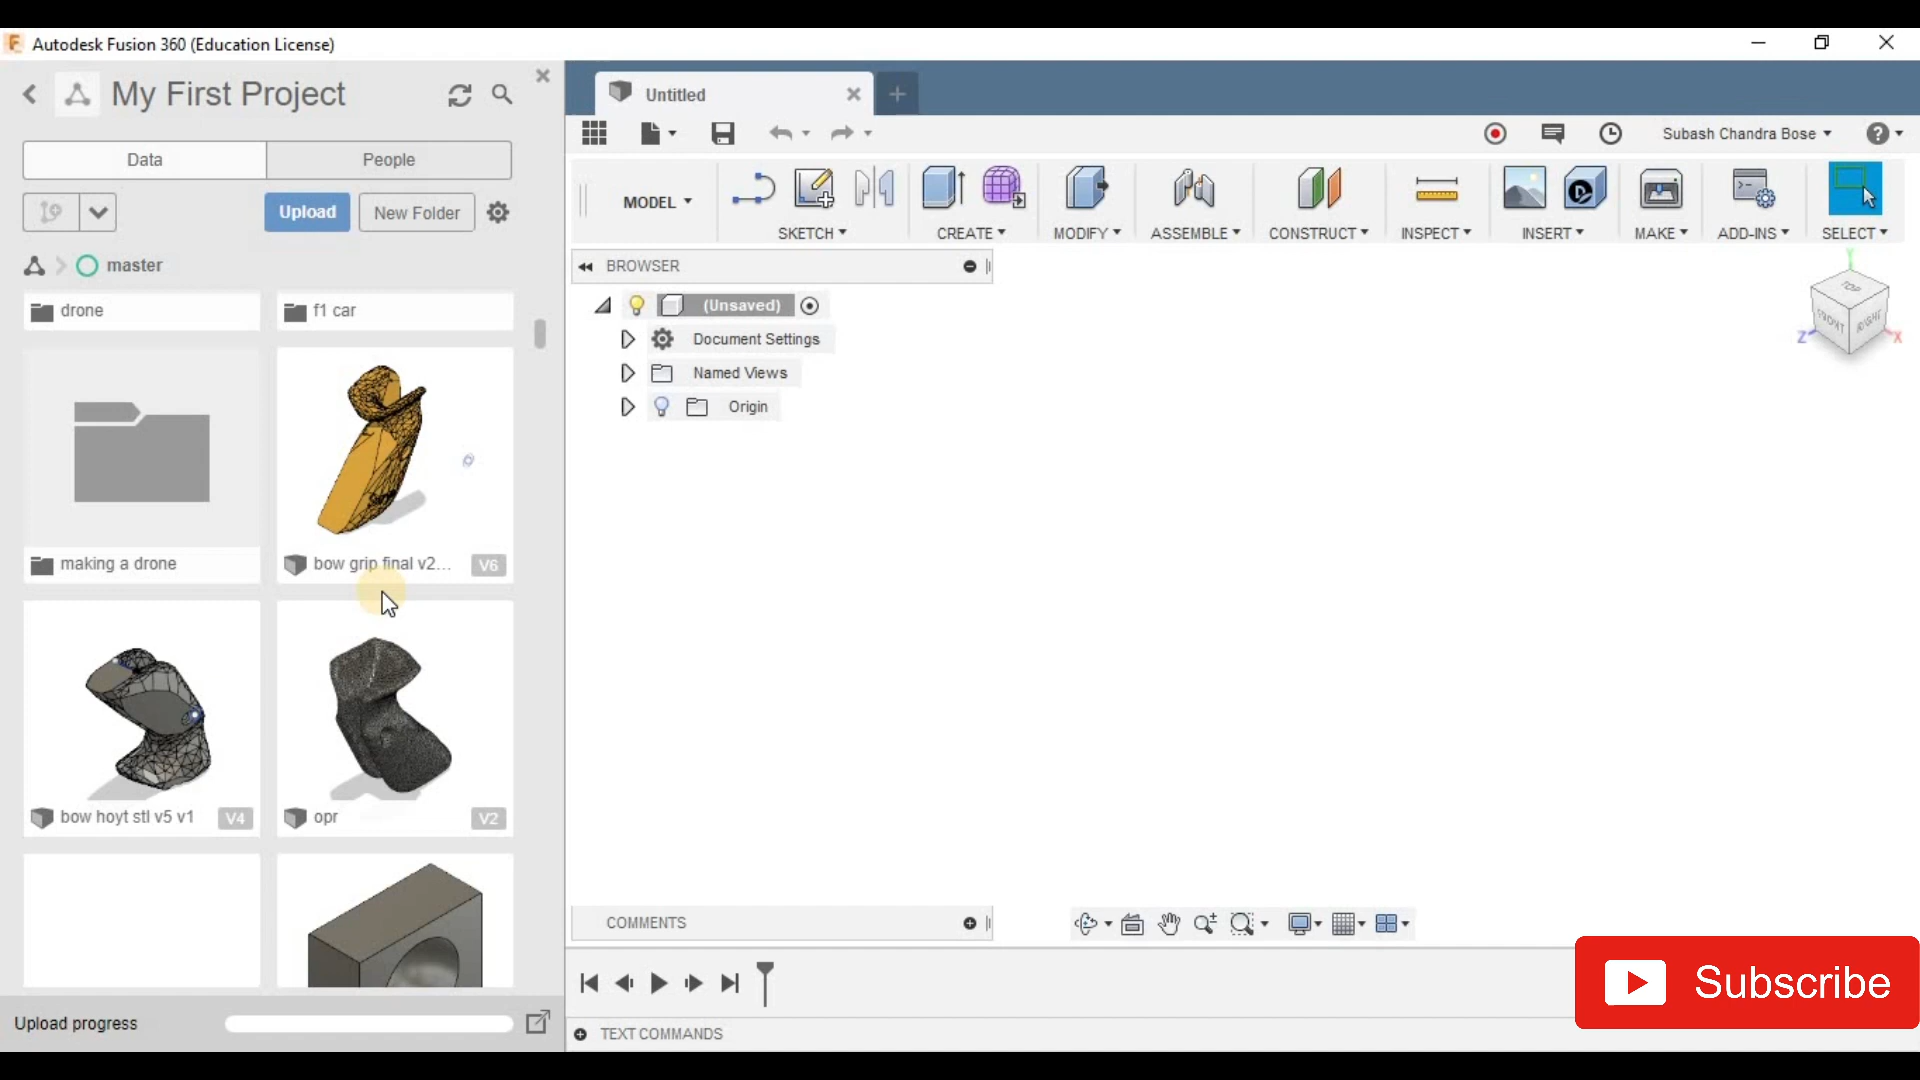 Autodesk Fusion 360 (Education License)
My First Project
Data
People
Upload
New Folder
master
drone
f1 car
making a drone
bow grip final v2...
V6
bow hoyt stl v5 v1
V4
opr
V2
Upload progress
Untitled
Subash Chandra Bose
MODEL
SKETCH
CREATE
MODIFY
ASSEMBLE
CONSTRUCT
INSPECT
INSERT
MAKE
ADD-INS
SELECT
BROWSER
(Unsaved)
Document Settings
Named Views
Origin
Y
TOP
FRONT
RIGHT
Z
X
COMMENTS
TEXT COMMANDS
Subscribe